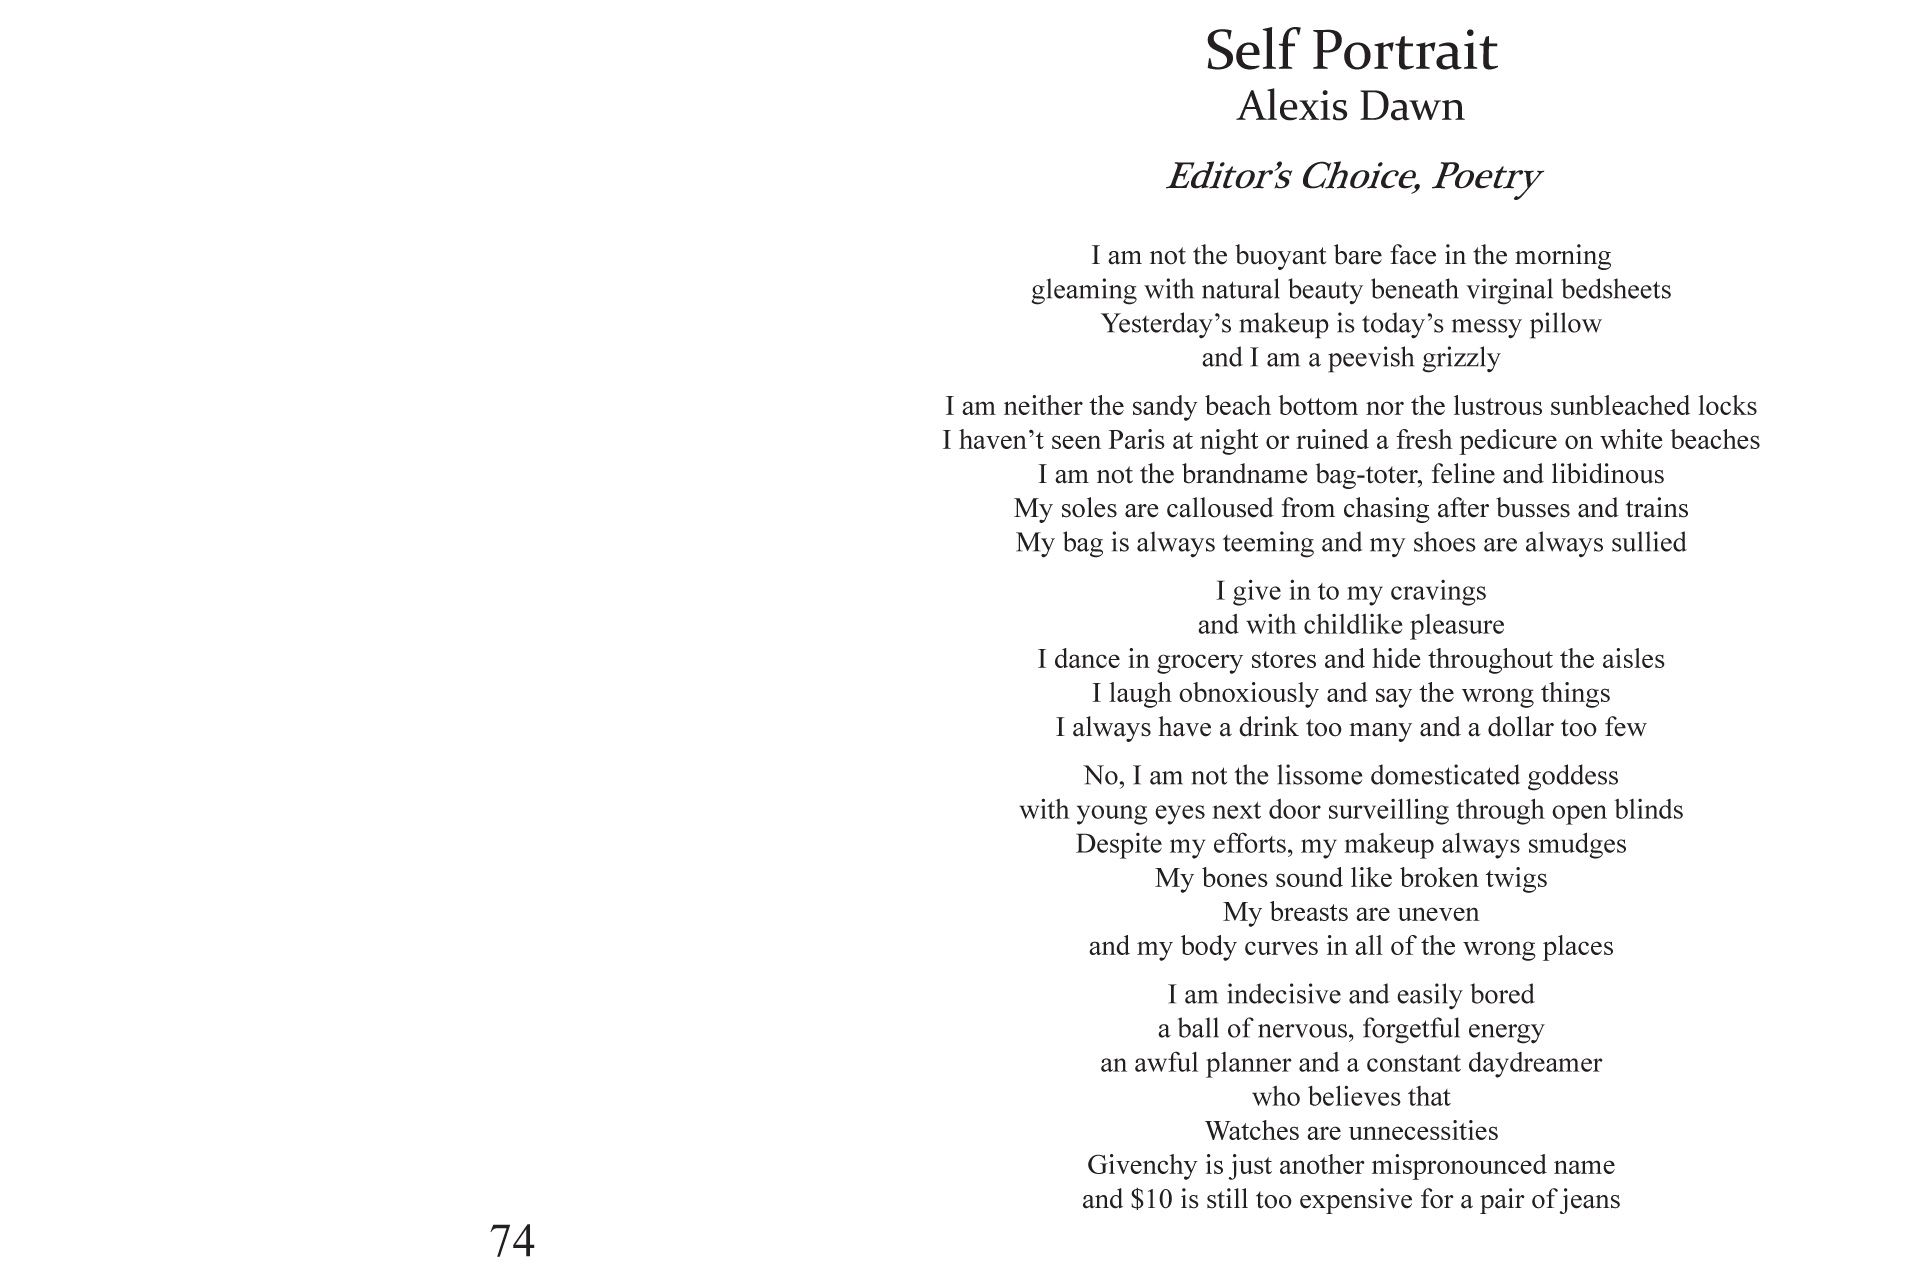 Self Portrait
Alexis Dawn
Editor’s Choice, Poetry
I am not the buoyant bare face in the morning
gleaming with natural beauty beneath virginal bedsheets
Yesterday’s makeup is today’s messy pillow
and I am a peevish grizzly
I am neither the sandy beach bottom nor the lustrous sunbleached locks
I haven’t seen Paris at night or ruined a fresh pedicure on white beaches
I am not the brandname bag-toter, feline and libidinous
My soles are calloused from chasing after busses and trains
My bag is always teeming and my shoes are always sullied
I give in to my cravings
and with childlike pleasure
I dance in grocery stores and hide throughout the aisles
I laugh obnoxiously and say the wrong things
I always have a drink too many and a dollar too few
No, I am not the lissome domesticated goddess
with young eyes next door surveilling through open blinds
Despite my efforts, my makeup always smudges
My bones sound like broken twigs
My breasts are uneven
and my body curves in all of the wrong places
I am indecisive and easily bored
a ball of nervous, forgetful energy
an awful planner and a constant daydreamer
who believes that
Watches are unnecessities
Givenchy is just another mispronounced name
and $10 is still too expensive for a pair of jeans
74